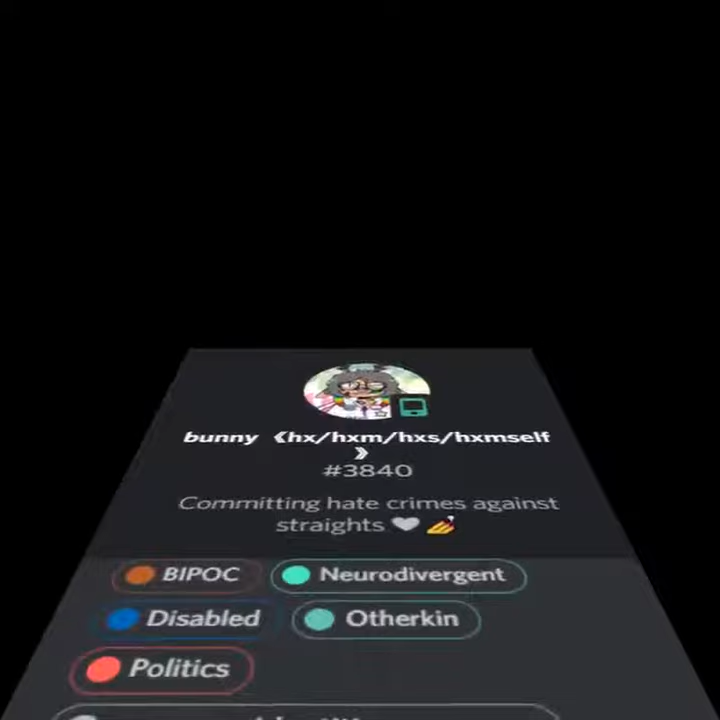 bunny 《hx/hxm/hxs/hxmself
》
#3840
Committing hate crimes against
straights 🤍 💅
BIPOC Neurodivergent
Disabled Otherkin
Politics